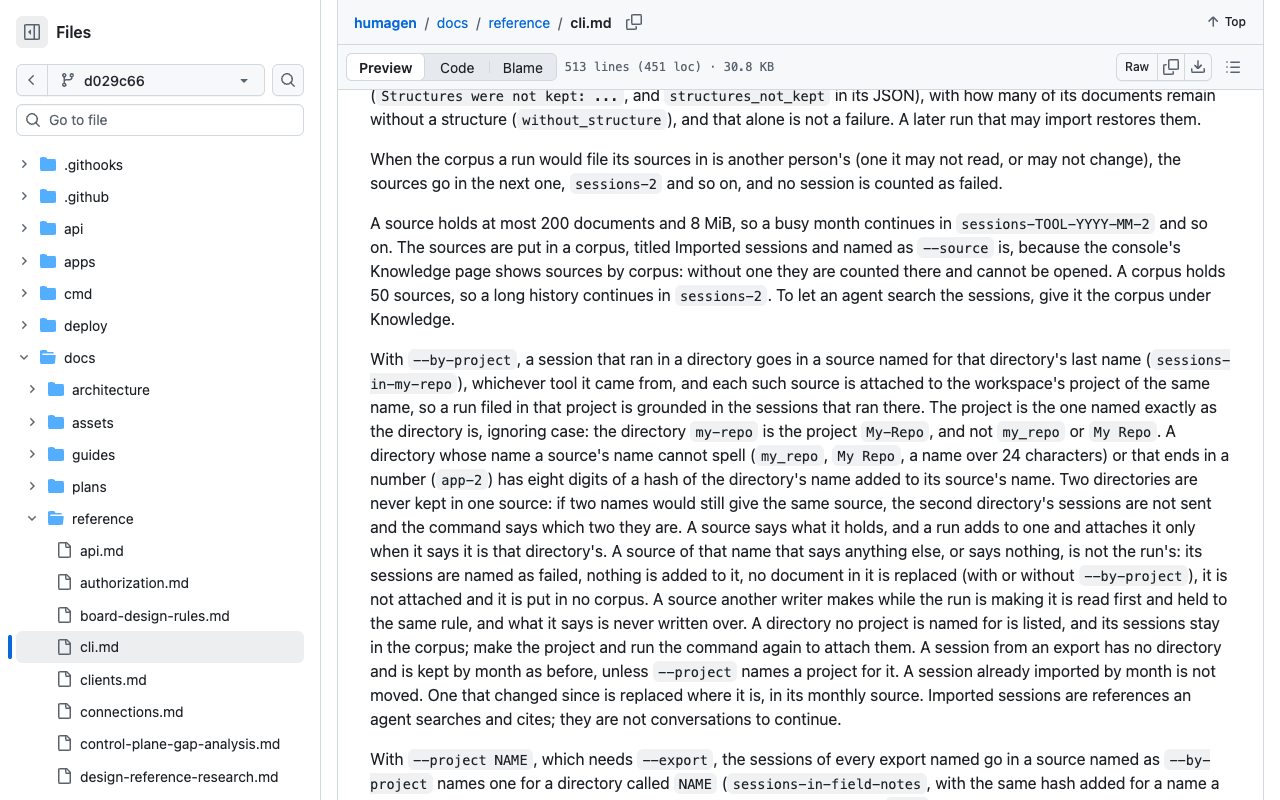 Files
humagen / docs / reference / cli.md
Top
d029c66
Preview Code Blame 513 lines (451 loc) · 30.8 KB
Raw
Go to file
.githooks
.github
api
apps
cmd
deploy
docs
architecture
assets
guides
plans
reference
api.md
authorization.md
board-design-rules.md
cli.md
clients.md
connections.md
control-plane-gap-analysis.md
design-reference-research.md
( Structures were not kept: ... , and structures_not_kept in its JSON), with how many of its documents remain
without a structure ( without_structure ), and that alone is not a failure. A later run that may import restores them.
When the corpus a run would file its sources in is another person's (one it may not read, or may not change), the
sources go in the next one, sessions-2 and so on, and no session is counted as failed.
A source holds at most 200 documents and 8 MiB, so a busy month continues in sessions-TOOL-YYYY-MM-2 and so
on. The sources are put in a corpus, titled Imported sessions and named as --source is, because the console's
Knowledge page shows sources by corpus: without one they are counted there and cannot be opened. A corpus holds
50 sources, so a long history continues in sessions-2 . To let an agent search the sessions, give it the corpus under
Knowledge.
With --by-project , a session that ran in a directory goes in a source named for that directory's last name ( sessions-
in-my-repo ), whichever tool it came from, and each such source is attached to the workspace's project of the same
name, so a run filed in that project is grounded in the sessions that ran there. The project is the one named exactly as
the directory is, ignoring case: the directory my-repo is the project My-Repo , and not my_repo or My Repo . A
directory whose name a source's name cannot spell ( my_repo , My Repo , a name over 24 characters) or that ends in a
number ( app-2 ) has eight digits of a hash of the directory's name added to its source's name. Two directories are
never kept in one source: if two names would still give the same source, the second directory's sessions are not sent
and the command says which two they are. A source says what it holds, and a run adds to one and attaches it only
when it says it is that directory's. A source of that name that says anything else, or says nothing, is not the run's: its
sessions are named as failed, nothing is added to it, no document in it is replaced (with or without --by-project ), it is
not attached and it is put in no corpus. A source another writer makes while the run is making it is read first and held to
the same rule, and what it says is never written over. A directory no project is named for is listed, and its sessions stay
in the corpus; make the project and run the command again to attach them. A session from an export has no directory
and is kept by month as before, unless --project names a project for it. A session already imported by month is not
moved. One that changed since is replaced where it is, in its monthly source. Imported sessions are references an
agent searches and cites; they are not conversations to continue.
With --project NAME , which needs --export , the sessions of every export named go in a source named as --by-
project names one for a directory called NAME ( sessions-in-field-notes , with the same hash added for a name a